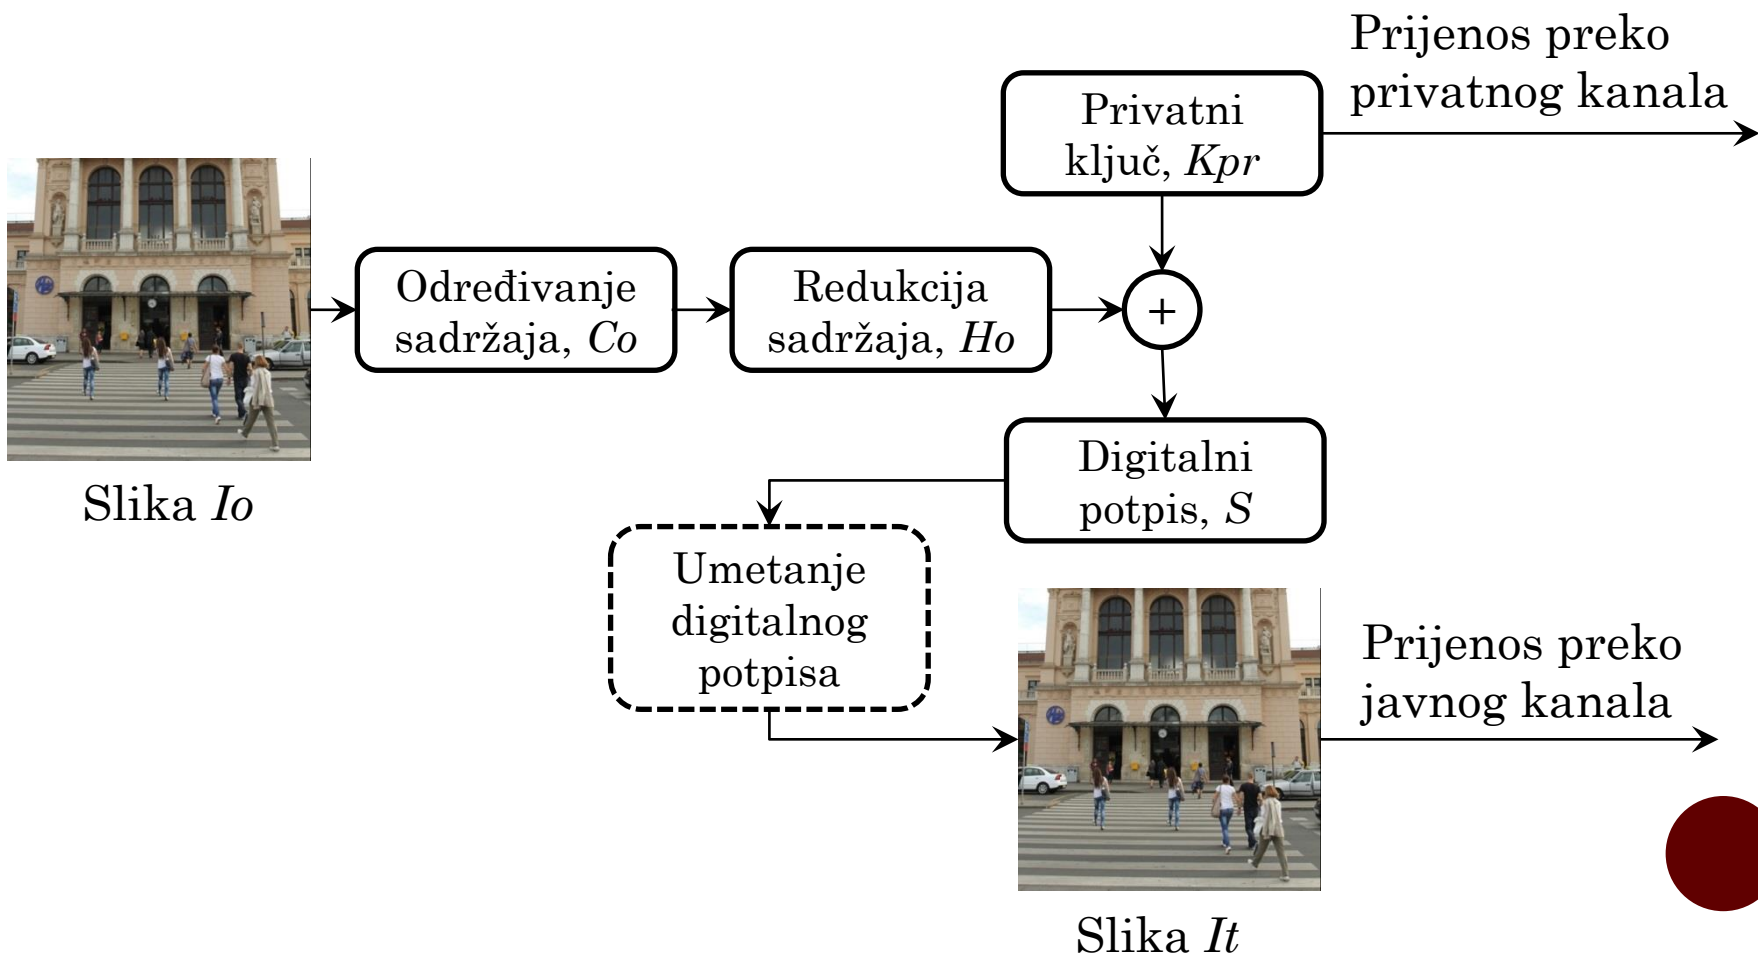 Prijenos preko
privatnog kanala
Privatni
ključ, Kpr
Određivanje
sadržaja, Co
Redukcija
sadržaja, Ho
+
Slika Io
Digitalni
potpis, S
Umetanje
digitalnog
potpisa
Prijenos preko
javnog kanala
Slika It